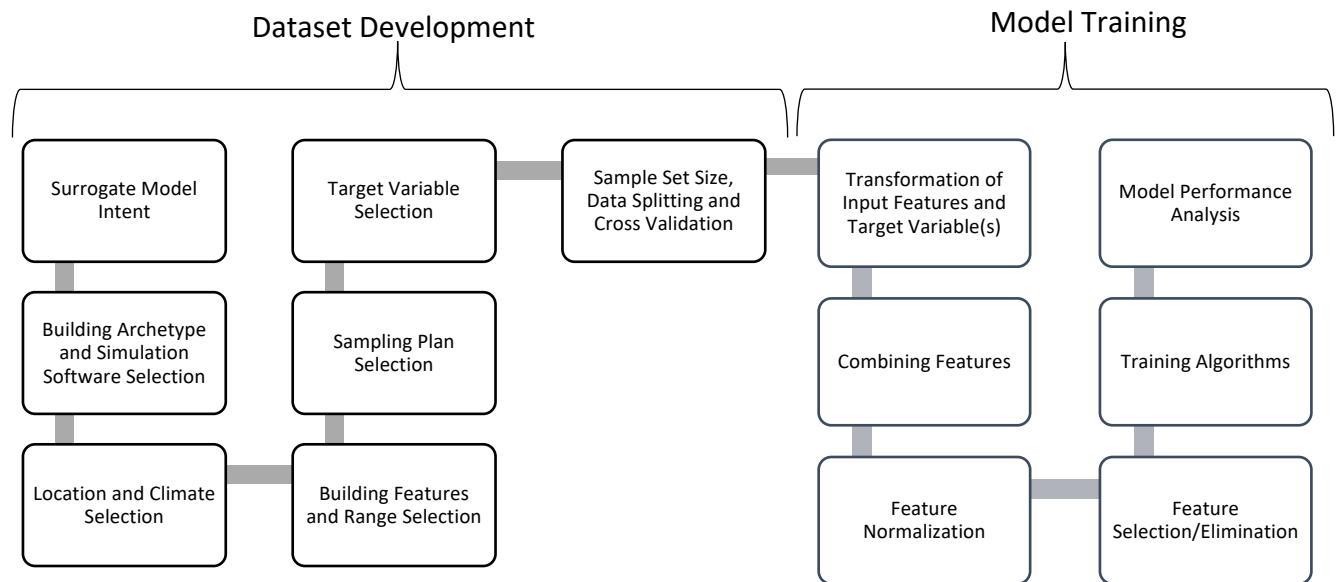 Dataset Development
Model Training
Surrogate Model
Intent
Building Archetype
and Simulation
Software Selection
Location and Climate
Selection
Building Features
and Range Selection
Sampling Plan
Selection
Target Variable
Selection
Sample Set Size,
Data Splitting and
Cross Validation
Transformation of
Input Features and
Target Variable(s)
Combining Features
Feature
Normalization
Feature
Selection/Elimination
Training Algorithms
Model Performance
Analysis